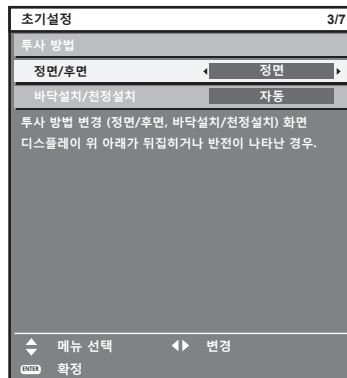 초기설정 3/7
투사 방법
정면/후면 정면
바닥설치/천정설치 자동
투사 방법 변경 (정면/후면, 바닥설치/천정설치) 화면
디스플레이 위 아래가 뒤집히거나 반전이 나타난 경우.
메뉴 선택 변경
ENTER 확정